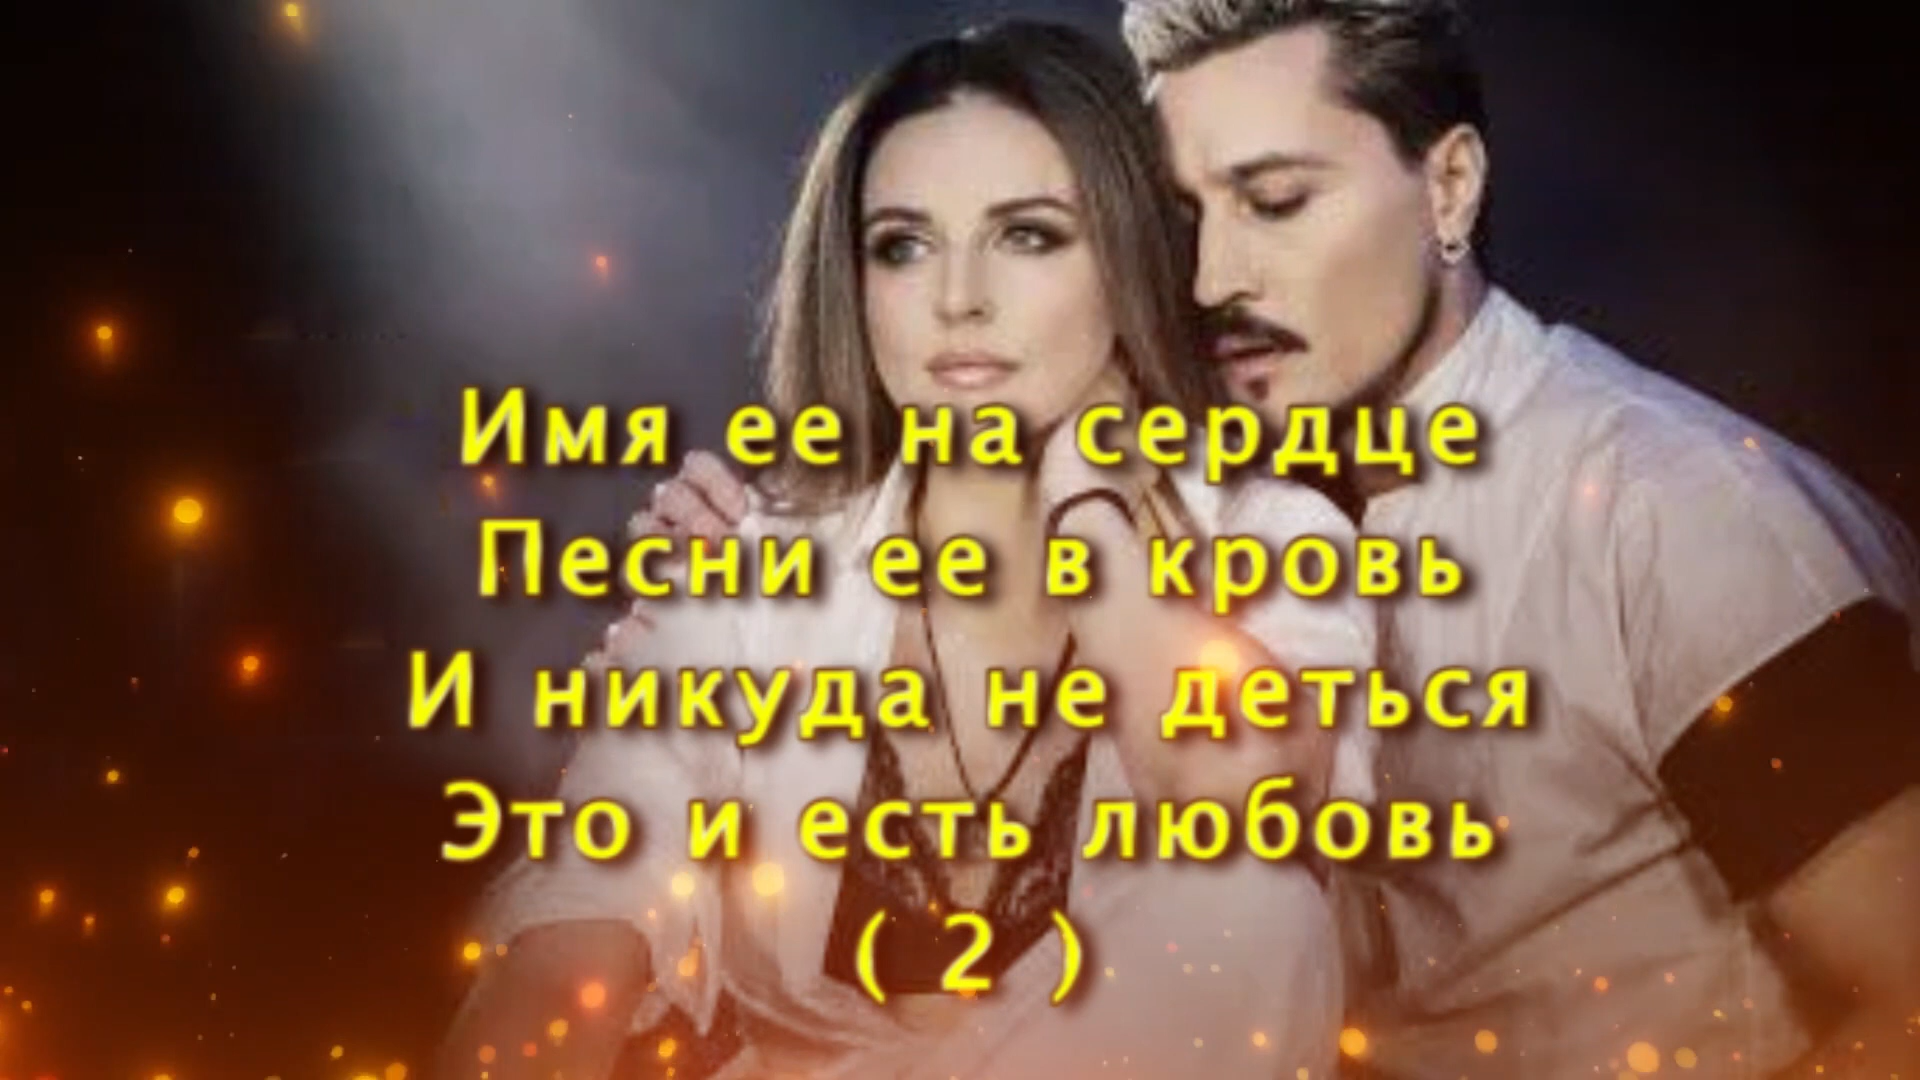 Имя ее на сердце
Песни ее в кровь
И никуда не деться
Это и есть любовь
( 2 )